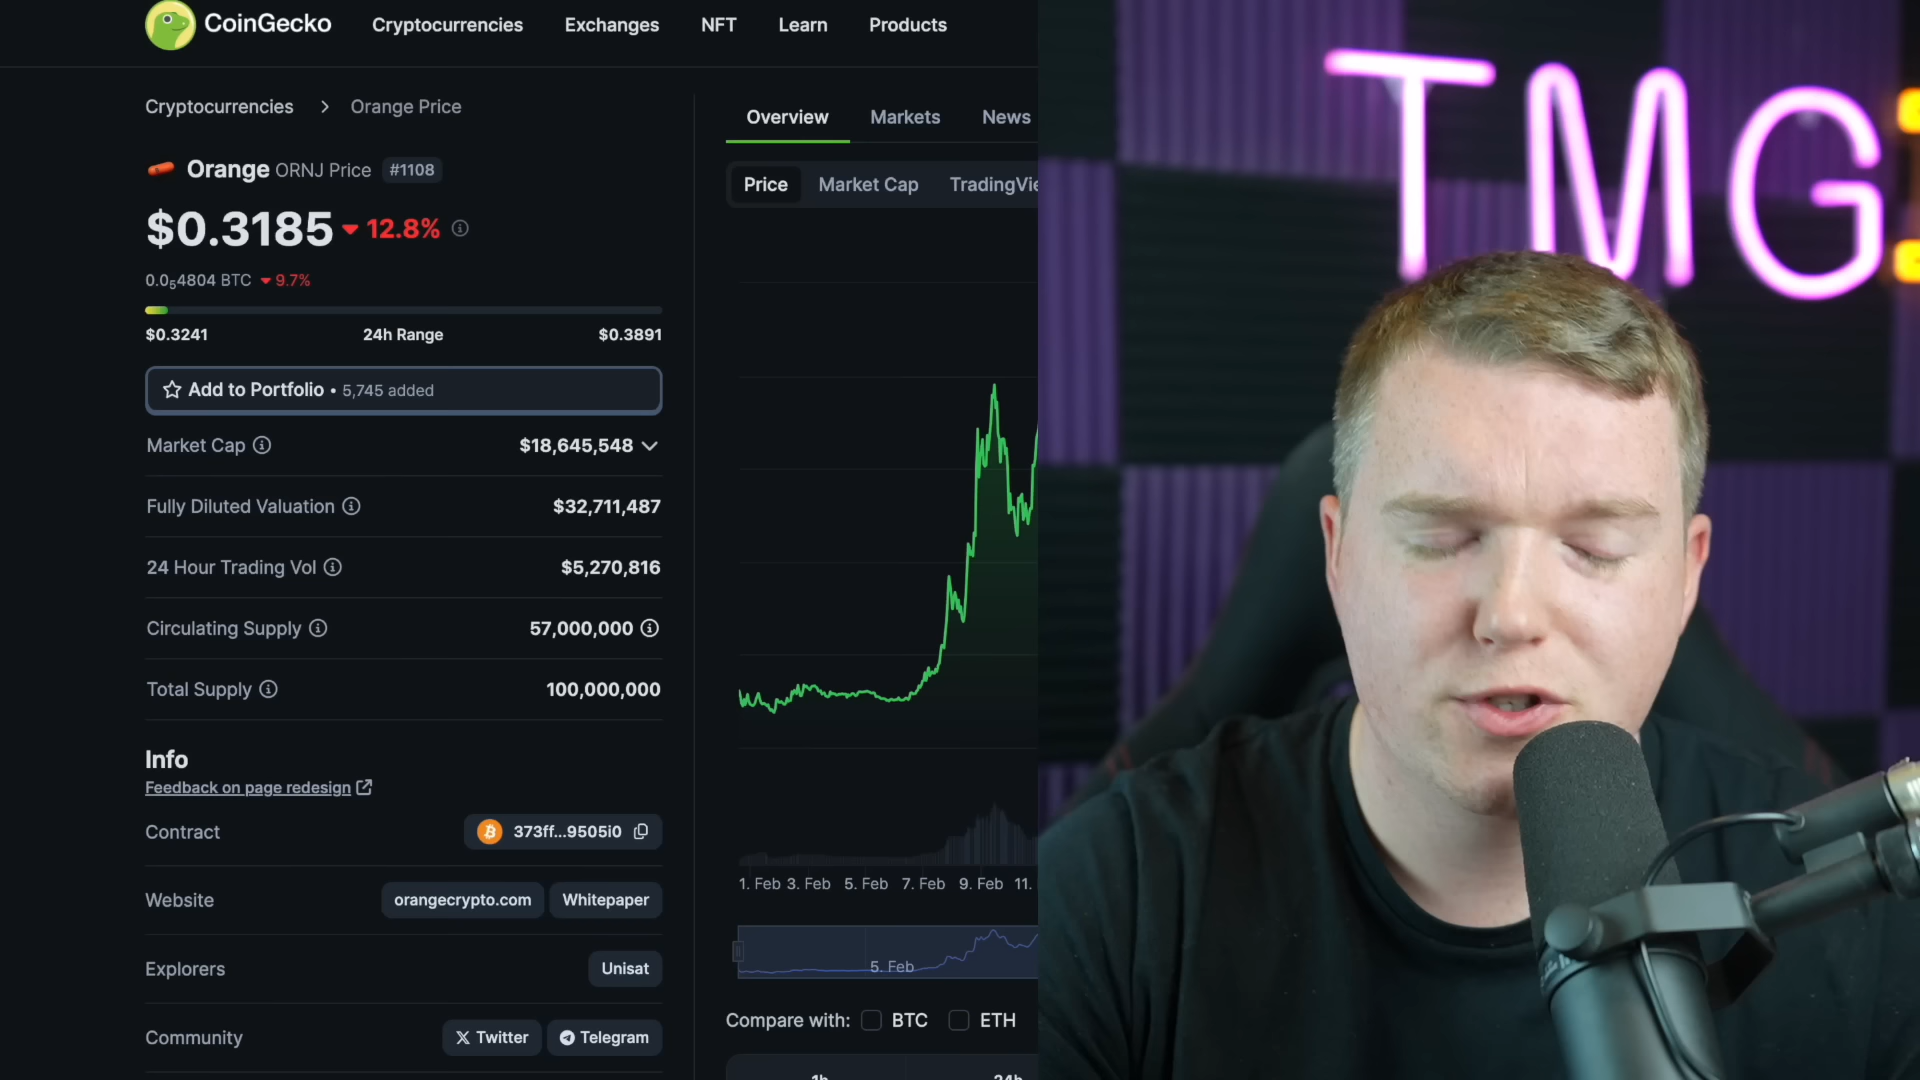 CoinGecko
Cryptocurrencies
Exchanges
NFT
Learn
Products
Cryptocurrencies > Orange Price
Orange ORNJ Price #1108
$0.3185 12.8%
0.0₅4804 BTC 9.7%
$0.3241 24h Range $0.3891
Add to Portfolio • 5,745 added
Market Cap $18,645,548
Fully Diluted Valuation $32,711,487
24 Hour Trading Vol $5,270,816
Circulating Supply 57,000,000
Total Supply 100,000,000
Info
Feedback on page redesign
Contract 373ff...9505i0
Website orangecrypto.com Whitepaper
Explorers Unisat
Community Twitter Telegram
Overview Markets News
Price Market Cap TradingVie
1. Feb 3. Feb 5. Feb 7. Feb 9. Feb 11.
5. Feb
Compare with: BTC ETH
1h 24h
TMG